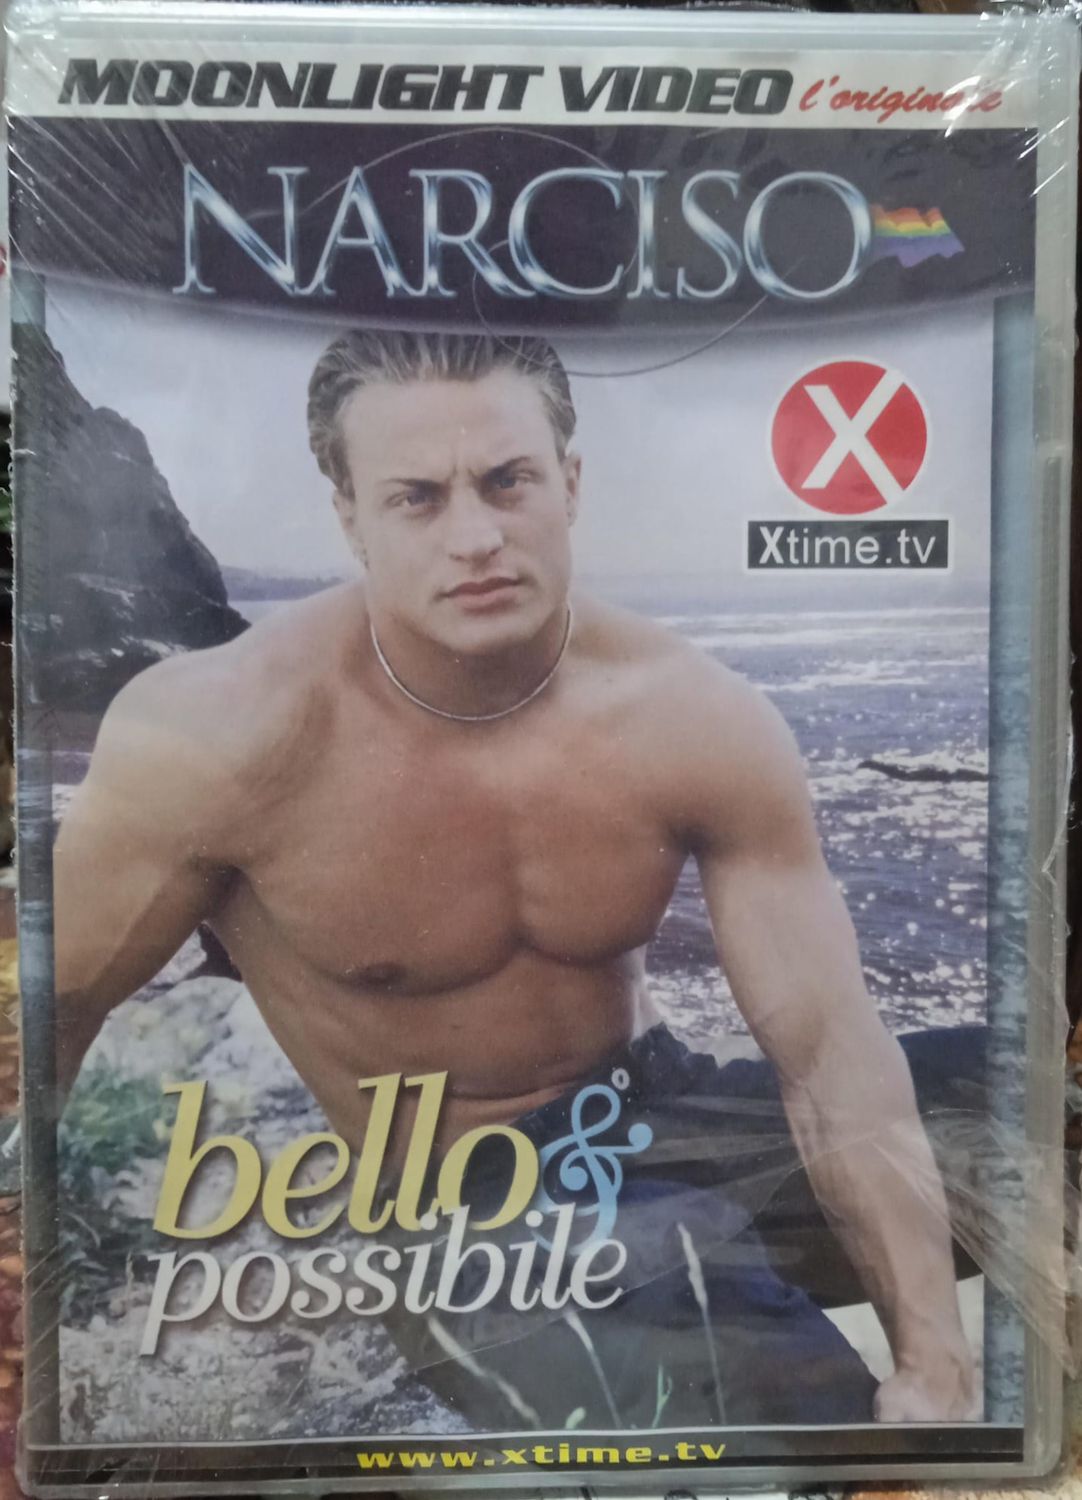 MOONLIGHT VIDEO l'originale
NARCISO
X
Xtime.tv
bello &
possibile
www.xtime.tv